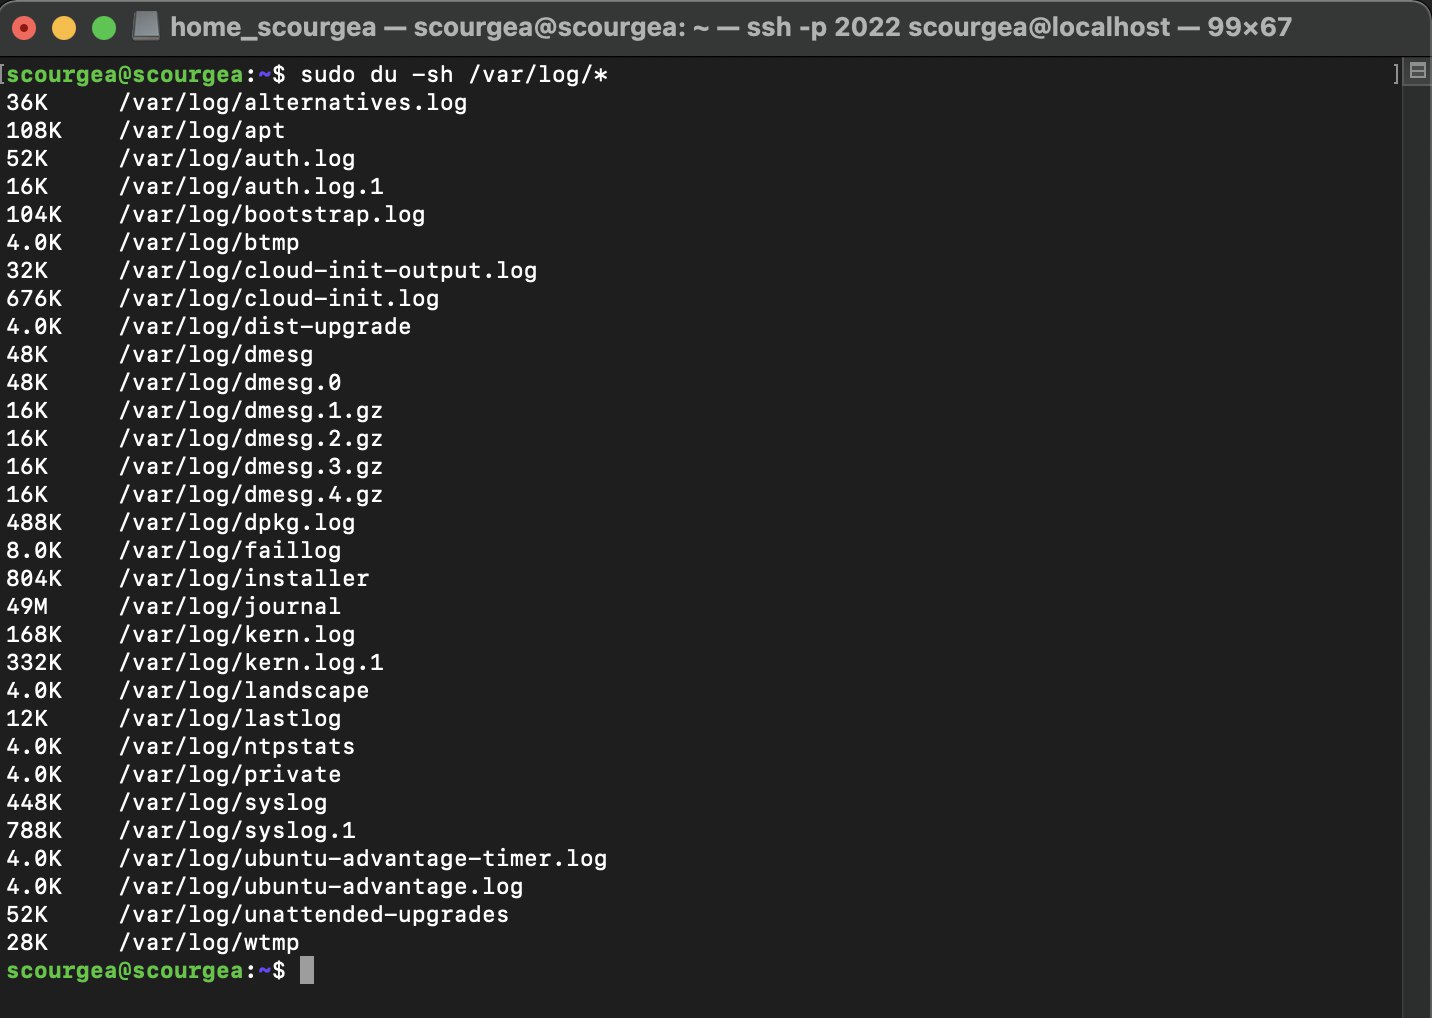 home_scourgea — scourgea@scourgea: ~ — ssh -p 2022 scourgea@localhost — 99×67
[scourgea@scourgea:~$ sudo du -sh /var/log/* ]
36K /var/log/alternatives.log
108K /var/log/apt
52K /var/log/auth.log
16K /var/log/auth.log.1
104K /var/log/bootstrap.log
4.0K /var/log/btmp
32K /var/log/cloud-init-output.log
676K /var/log/cloud-init.log
4.0K /var/log/dist-upgrade
48K /var/log/dmesg
48K /var/log/dmesg.0
16K /var/log/dmesg.1.gz
16K /var/log/dmesg.2.gz
16K /var/log/dmesg.3.gz
16K /var/log/dmesg.4.gz
488K /var/log/dpkg.log
8.0K /var/log/faillog
804K /var/log/installer
49M /var/log/journal
168K /var/log/kern.log
332K /var/log/kern.log.1
4.0K /var/log/landscape
12K /var/log/lastlog
4.0K /var/log/ntpstats
4.0K /var/log/private
448K /var/log/syslog
788K /var/log/syslog.1
4.0K /var/log/ubuntu-advantage-timer.log
4.0K /var/log/ubuntu-advantage.log
52K /var/log/unattended-upgrades
28K /var/log/wtmp
scourgea@scourgea:~$